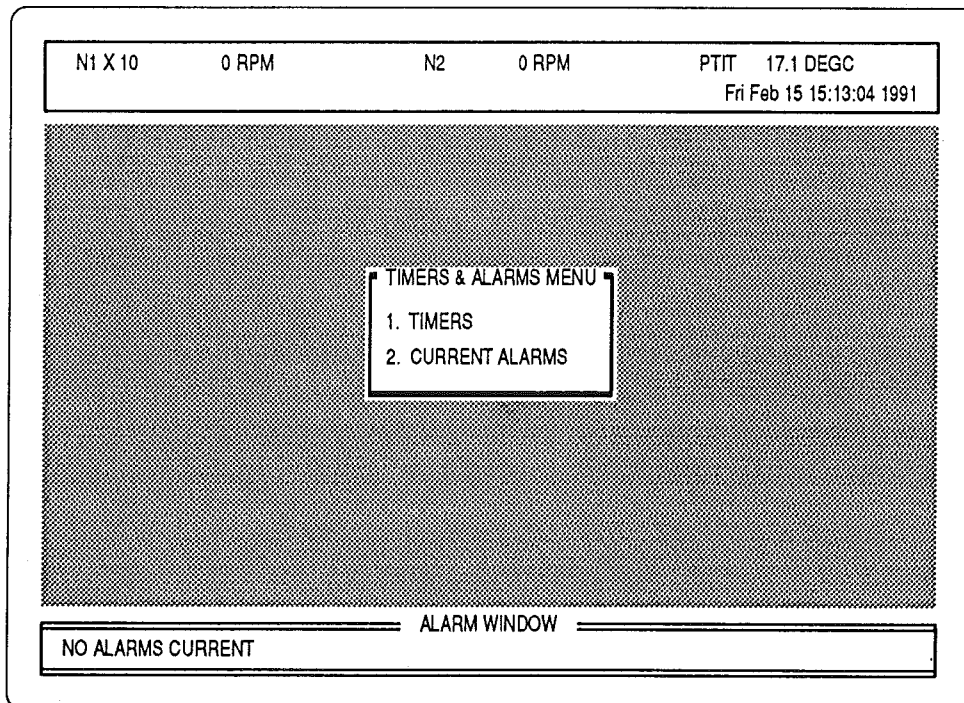 N1 X 10 0 RPM N2 0 RPM PTIT 17.1 DEGC
Fri Feb 15 15:13:04 1991
TIMERS & ALARMS MENU
1. TIMERS
2. CURRENT ALARMS
ALARM WINDOW
NO ALARMS CURRENT